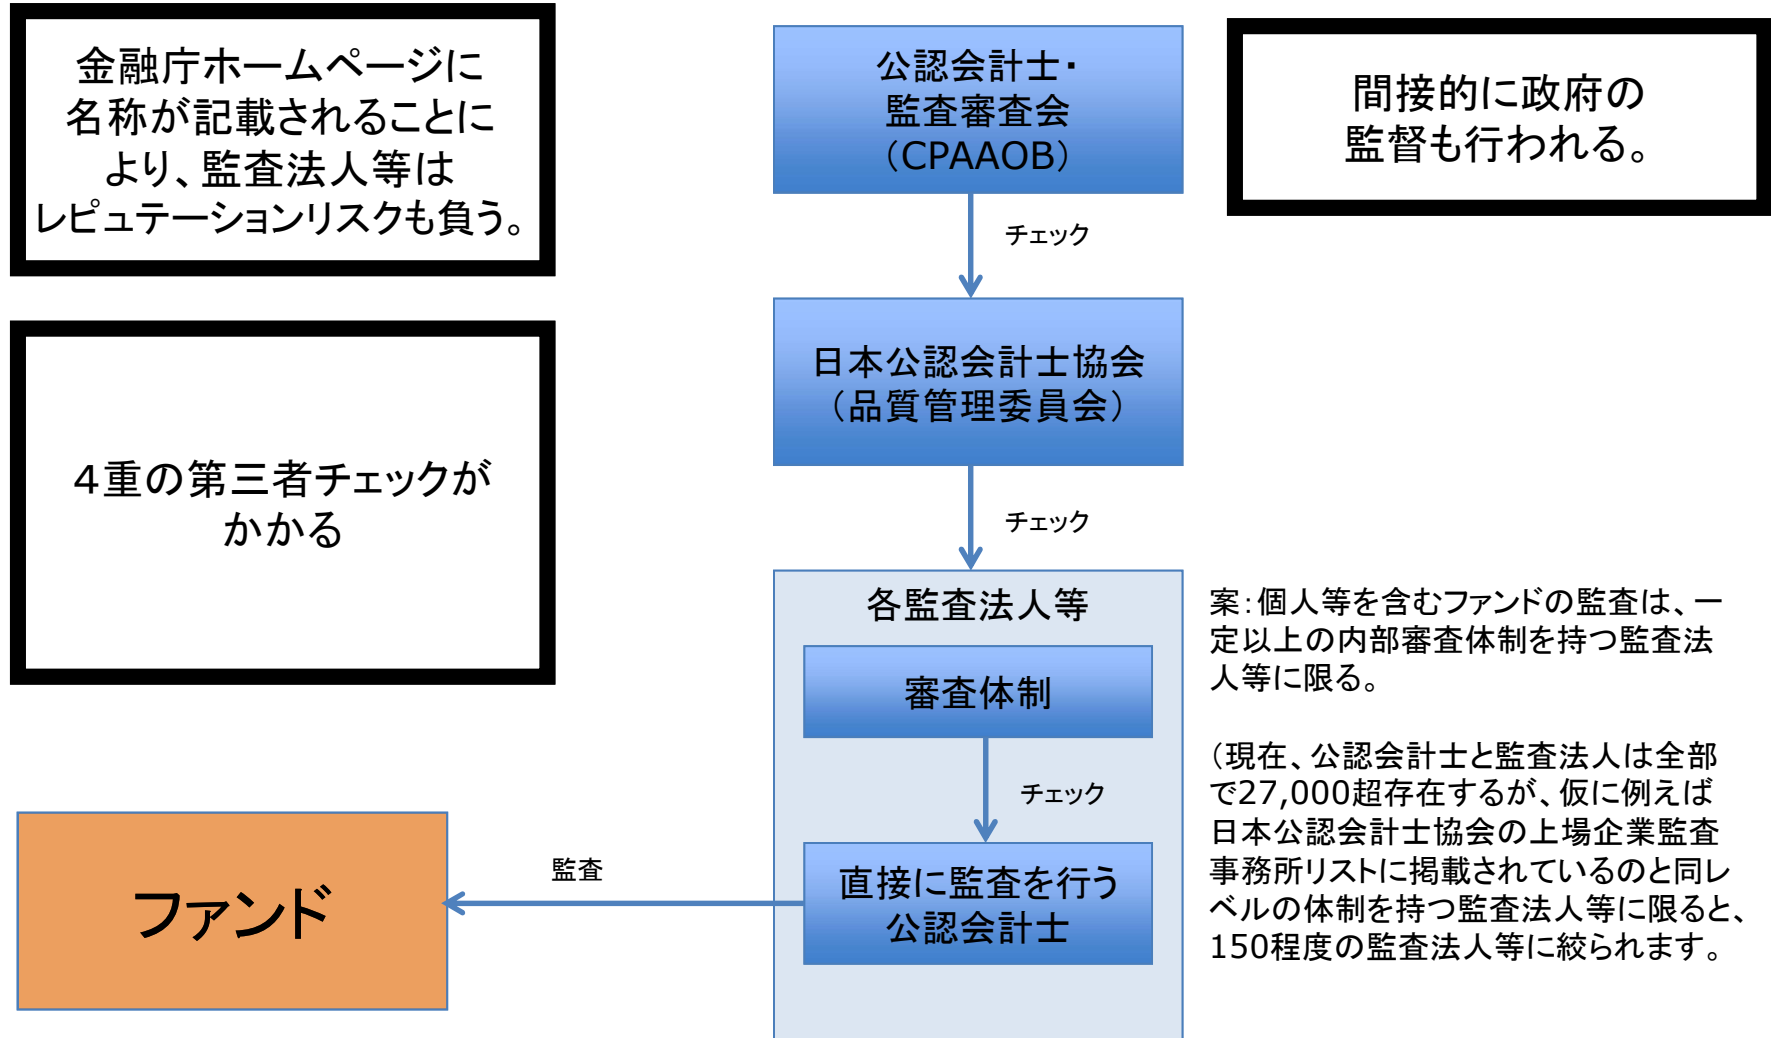 金融庁ホームページに
名称が記載されることに
より、監査法人等は
レピュテーションリスクも負う。
公認会計士・
監査審査会
（CPAAOB）
間接的に政府の
監督も行われる。
チェック
日本公認会計士協会
（品質管理委員会）
4重の第三者チェックが
かかる
チェック
各監査法人等
審査体制
チェック
直接に監査を行う
公認会計士
監査
ファンド
案：個人等を含むファンドの監査は、一
定以上の内部審査体制を持つ監査法
人等に限る。
（現在、公認会計士と監査法人は全部
で27,000超存在するが、仮に例えば
日本公認会計士協会の上場企業監査
事務所リストに掲載されているのと同レ
ベルの体制を持つ監査法人等に限ると、
150程度の監査法人等に絞られます。